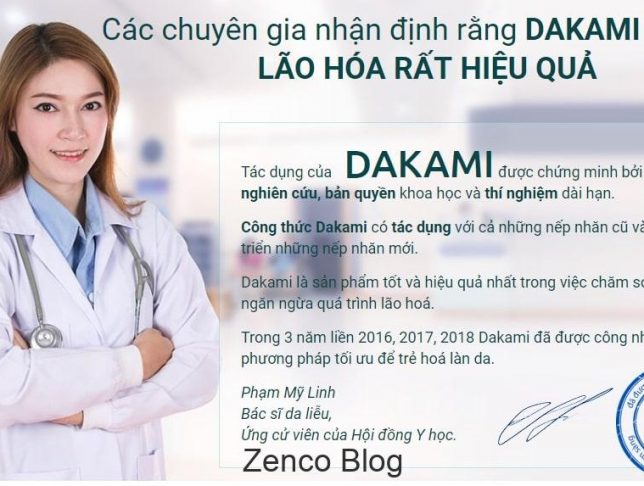 Các chuyên gia nhận định rằng DAKAMI
LÃO HÓA RẤT HIỆU QUẢ
Tác dụng của DAKAMI được chứng minh bởi
nghiên cứu, bản quyền khoa học và thí nghiệm dài hạn.
Công thức Dakami có tác dụng với cả những nếp nhăn cũ và
triển những nếp nhăn mới.
Dakami là sản phẩm tốt và hiệu quả nhất trong việc chăm
ngăn ngừa quá trình lão hoá.
Trong 3 năm liền 2016, 2017, 2018 Dakami đã được công
phương pháp tối ưu để trẻ hoá làn da.
Phạm Mỹ Linh
Bác sĩ da liễu,
Ứng cử viên của Hội đồng Y học.
Zenco Blog